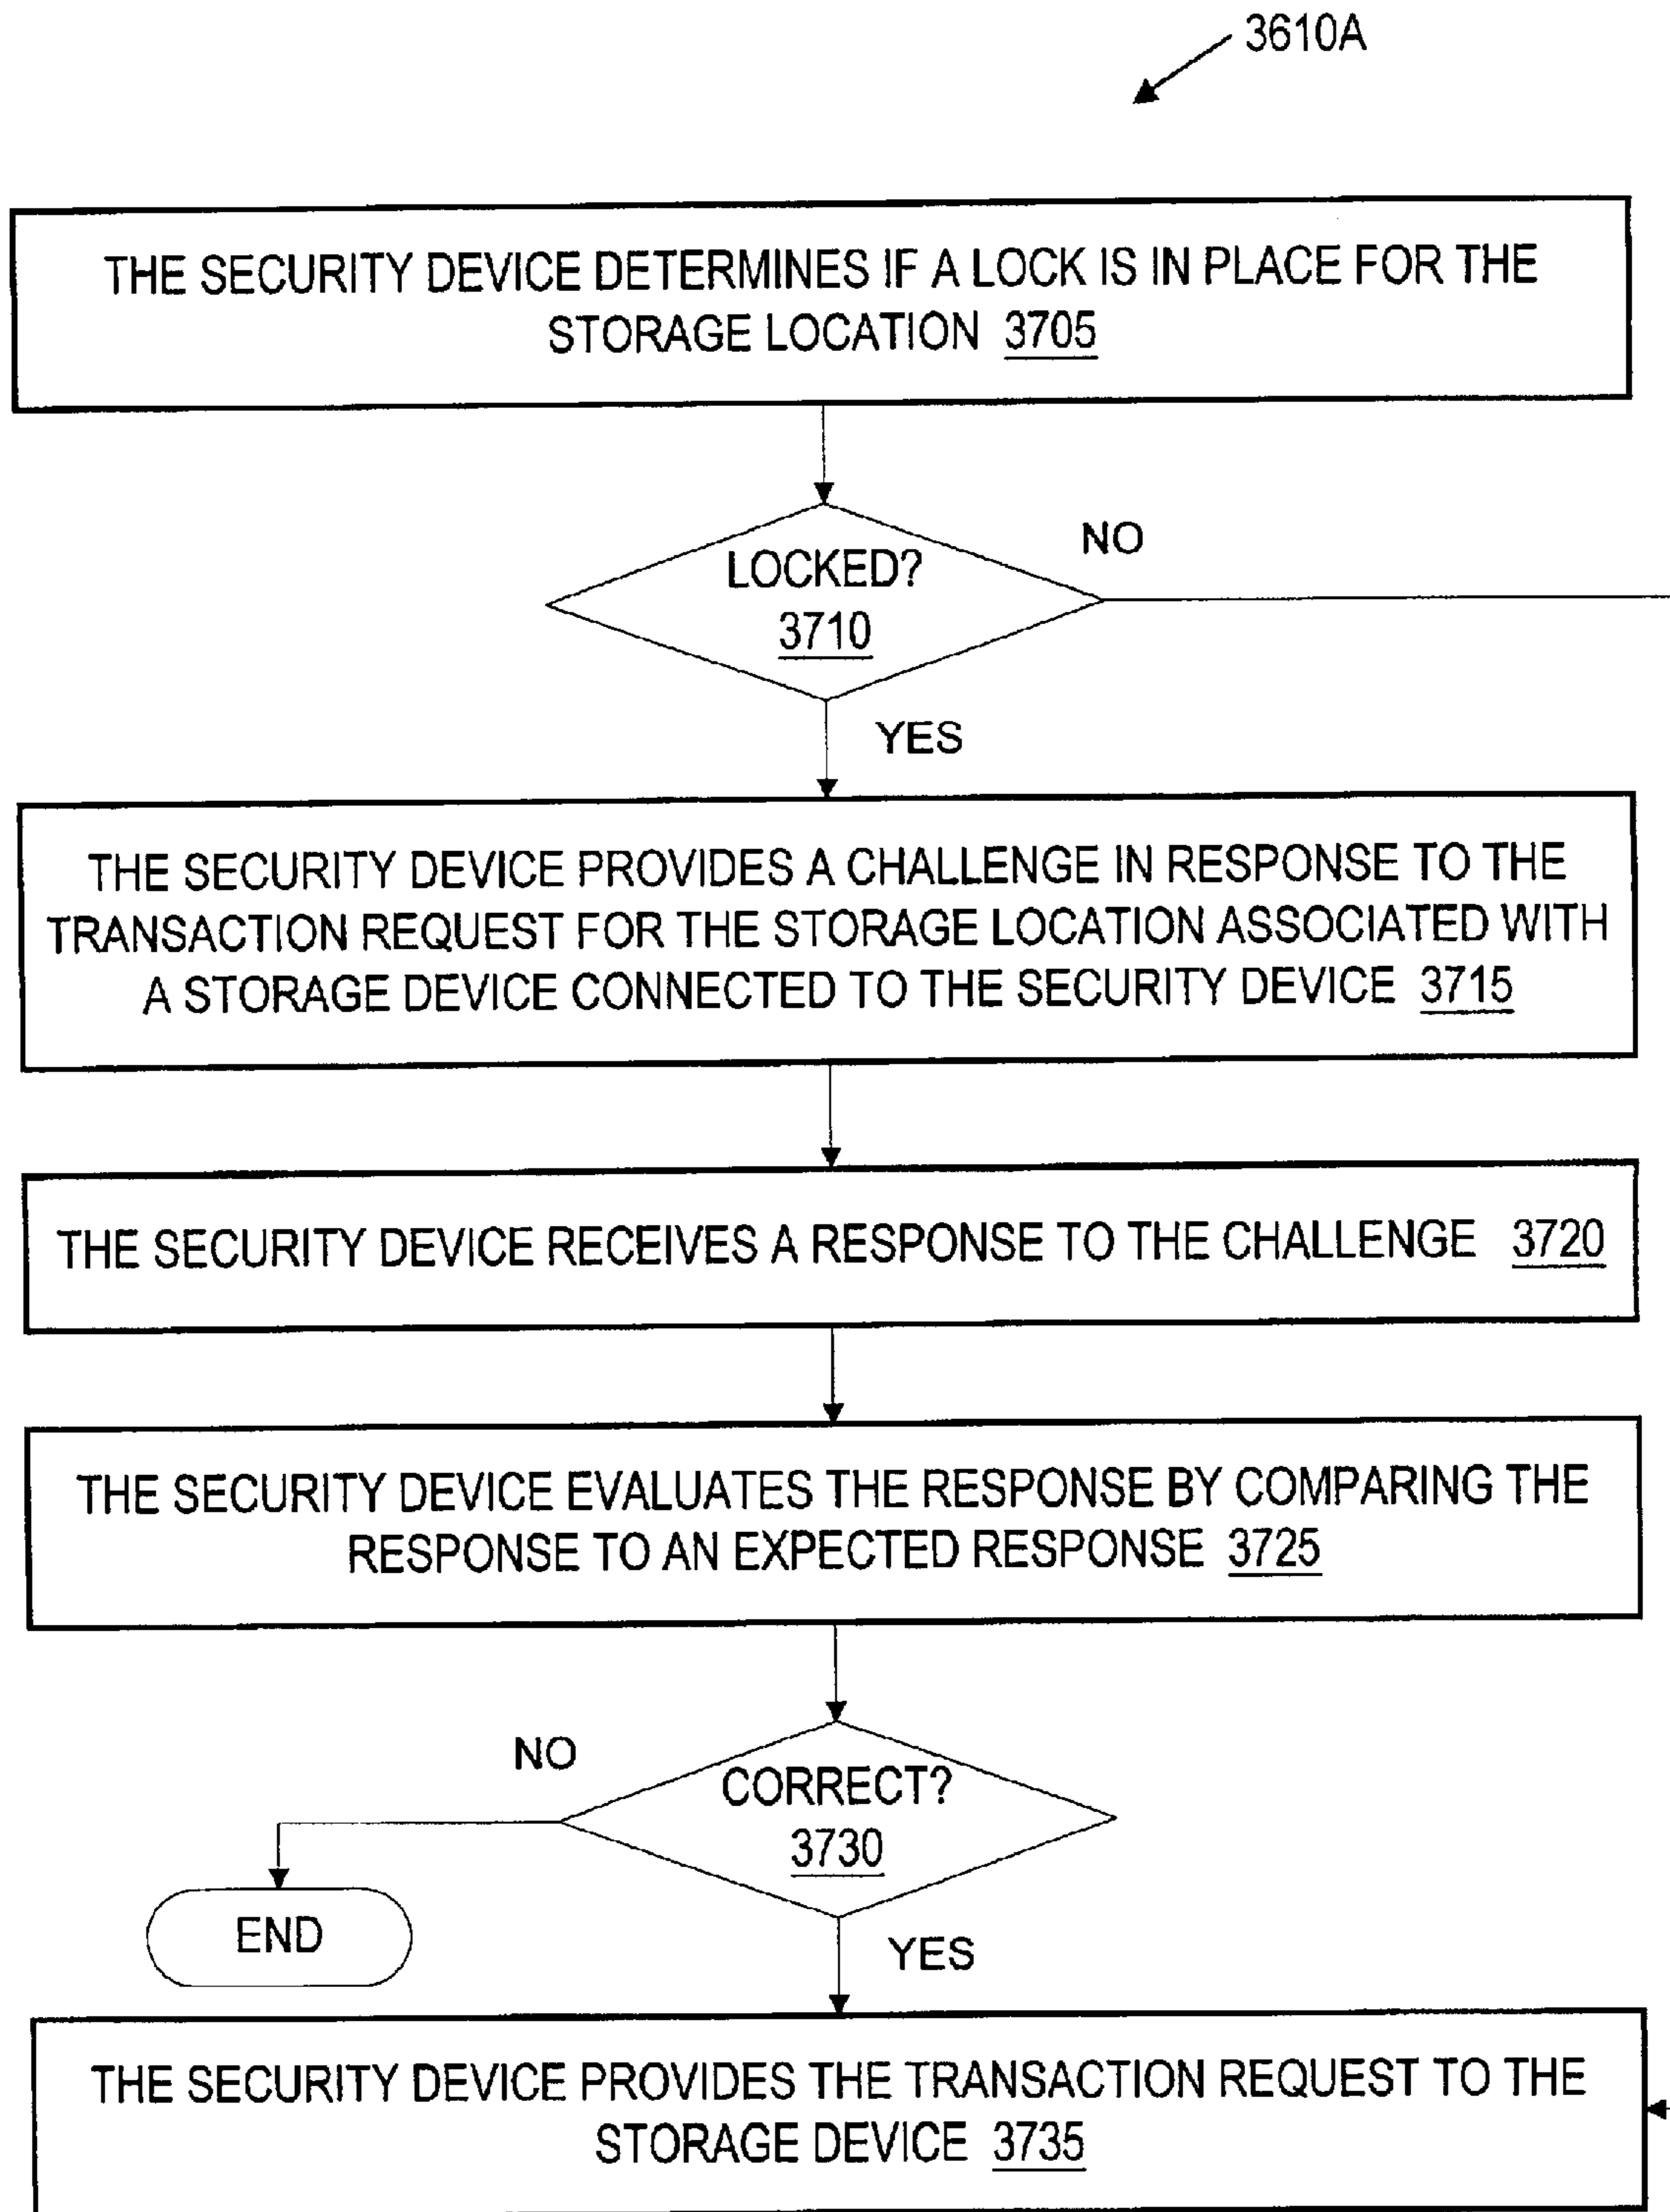 3610A
THE SECURITY DEVICE DETERMINES IF A LOCK IS IN PLACE FOR THE
STORAGE LOCATION 3705
LOCKED?
3710
NO
YES
THE SECURITY DEVICE PROVIDES A CHALLENGE IN RESPONSE TO THE
TRANSACTION REQUEST FOR THE STORAGE LOCATION ASSOCIATED WITH
A STORAGE DEVICE CONNECTED TO THE SECURITY DEVICE 3715
THE SECURITY DEVICE RECEIVES A RESPONSE TO THE CHALLENGE 3720
THE SECURITY DEVICE EVALUATES THE RESPONSE BY COMPARING THE
RESPONSE TO AN EXPECTED RESPONSE 3725
NO
CORRECT?
3730
END
YES
THE SECURITY DEVICE PROVIDES THE TRANSACTION REQUEST TO THE
STORAGE DEVICE 3735